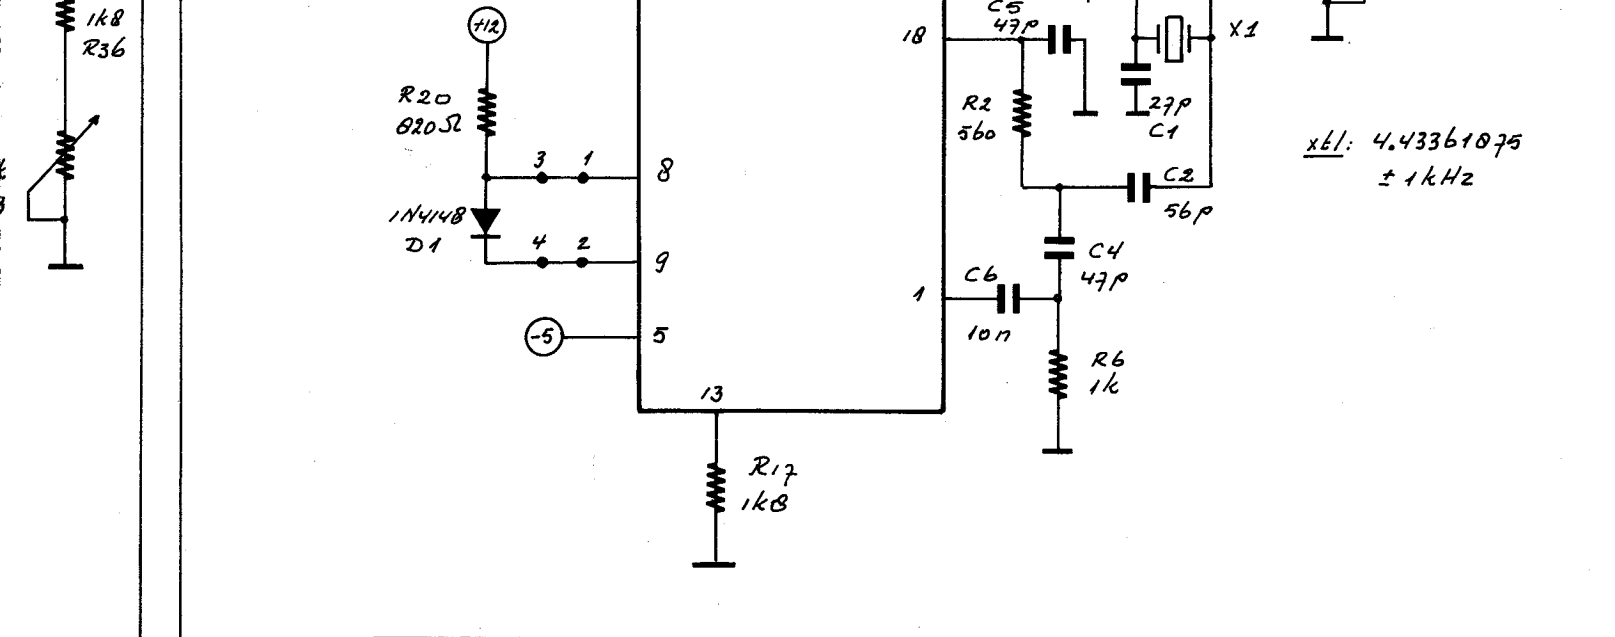 1k8
R36
+12
R20
820Ω
3 1
8
1N4148
D1
4 2
9
-5
5
13
R17
1k8
18
C5
47p
R2
560
X1
27p
C1
C2
56p
C4
47p
1
C6
10n
R6
1k
xtl: 4.43361875
± 1kHz